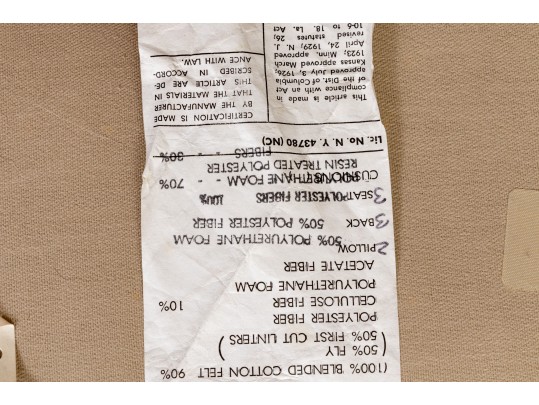 (100% BLENDED COTTON FELT 90%
( 50% FLY
50% FIRST CUT LINTERS )
POLYESTER FIBER
CELLULOSE FIBER 10%
POLYURETHANE FOAM
ACETATE FIBER
2 PILLOW 50% POLYURETHANE FOAM
3 BACK 50% POLYESTER FIBER
3 SEAT POLYESTER FIBERS 100%
CUSHIONS POLYURETHANE FOAM - - 70%
RESIN TREATED POLYESTER
FIBERS - - 30%
Lic. No. N. Y. 43780 (NC)
This article is made in
compliance with an Act
of the Dist. of Columbia
approved July 3, 1926;
Kansas approved March
1923; Minn. approved
April 24, 1929; N. J.
revised statutes 26;
10-6 to 18. La. Act
CERTIFICATION IS MADE
BY THE MANUFACTURER
THAT THE MATERIALS IN
THIS ARTICLE ARE DE-
SCRIBED IN ACCORD-
ANCE WITH LAW.